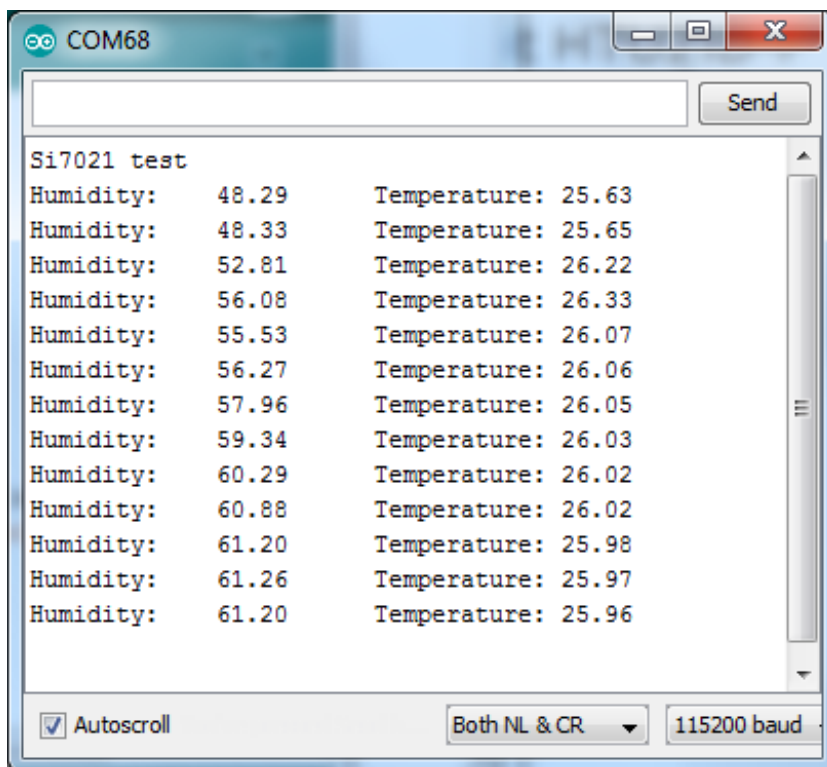 COM68
Send
Si7021 test
Humidity: 48.29 Temperature: 25.63
Humidity: 48.33 Temperature: 25.65
Humidity: 52.81 Temperature: 26.22
Humidity: 56.08 Temperature: 26.33
Humidity: 55.53 Temperature: 26.07
Humidity: 56.27 Temperature: 26.06
Humidity: 57.96 Temperature: 26.05
Humidity: 59.34 Temperature: 26.03
Humidity: 60.29 Temperature: 26.02
Humidity: 60.88 Temperature: 26.02
Humidity: 61.20 Temperature: 25.98
Humidity: 61.26 Temperature: 25.97
Humidity: 61.20 Temperature: 25.96
Autoscroll Both NL & CR 115200 baud